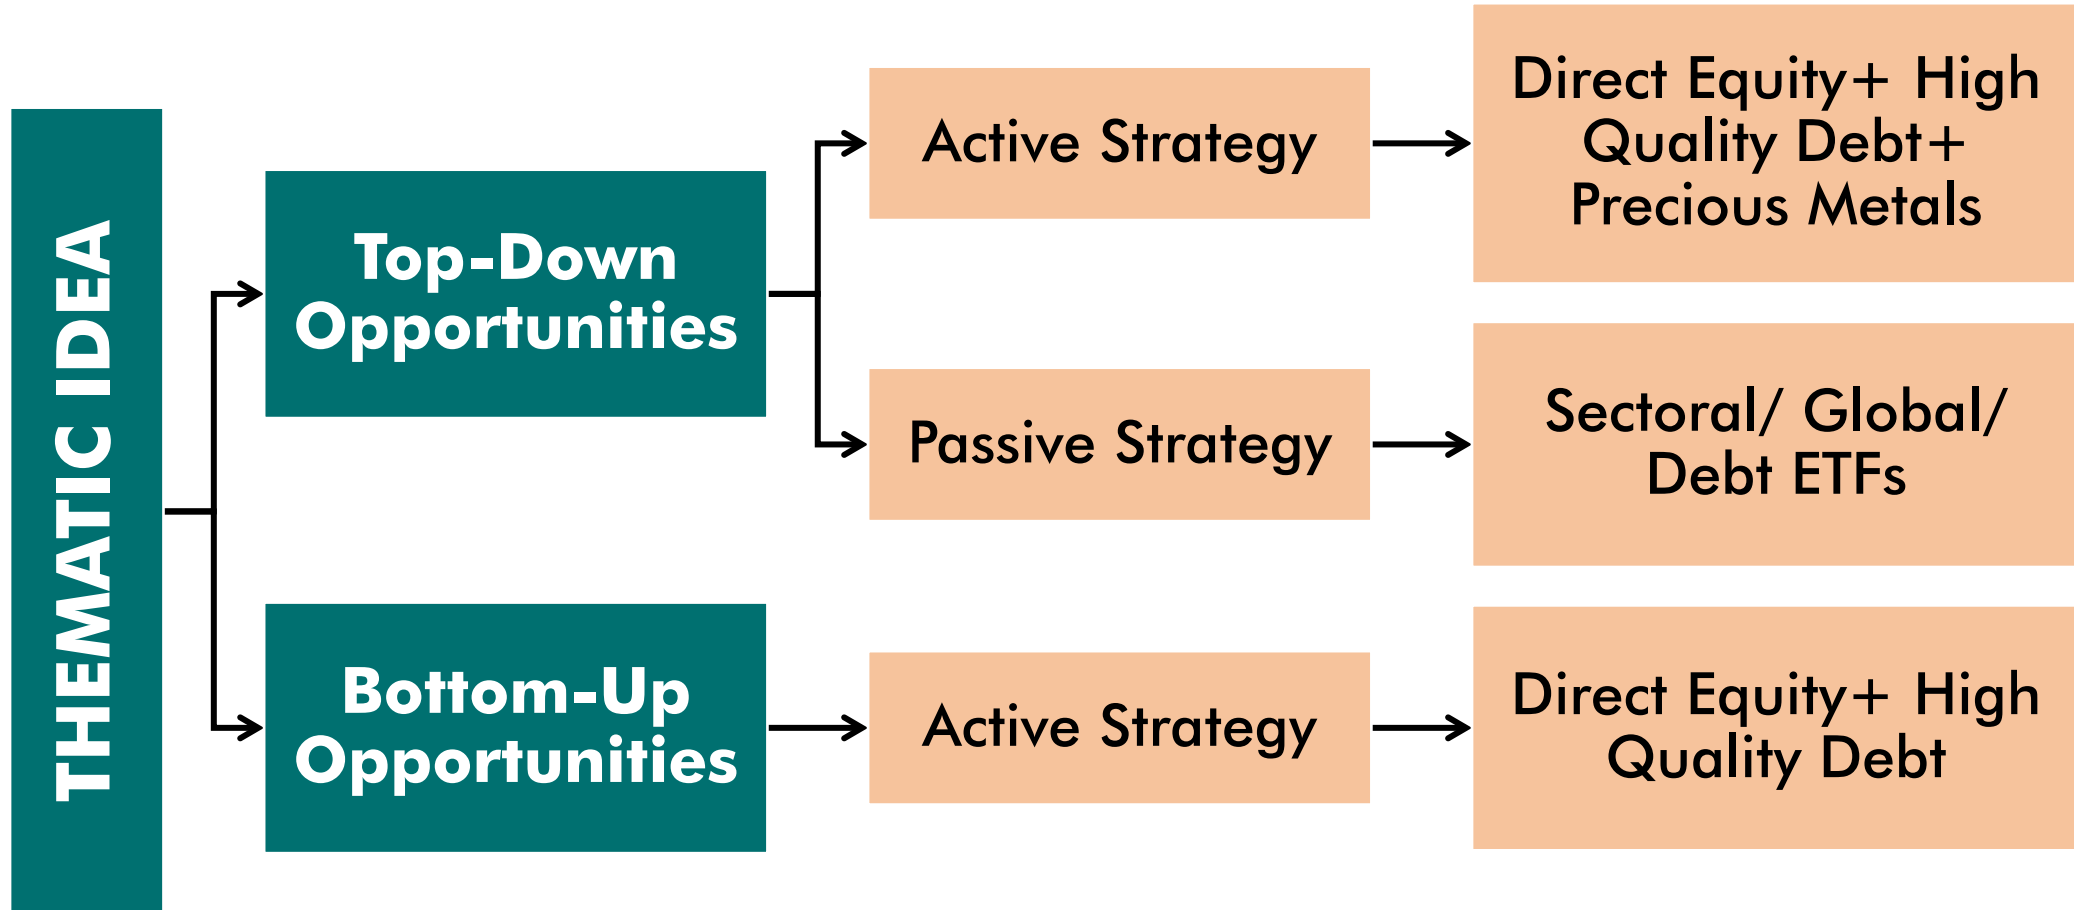 THEMATIC IDEA
Top-Down
Opportunities
Active Strategy
Direct Equity+ High
Quality Debt+
Precious Metals
Passive Strategy
Sectoral/ Global/
Debt ETFs
Bottom-Up
Opportunities
Active Strategy
Direct Equity+ High
Quality Debt